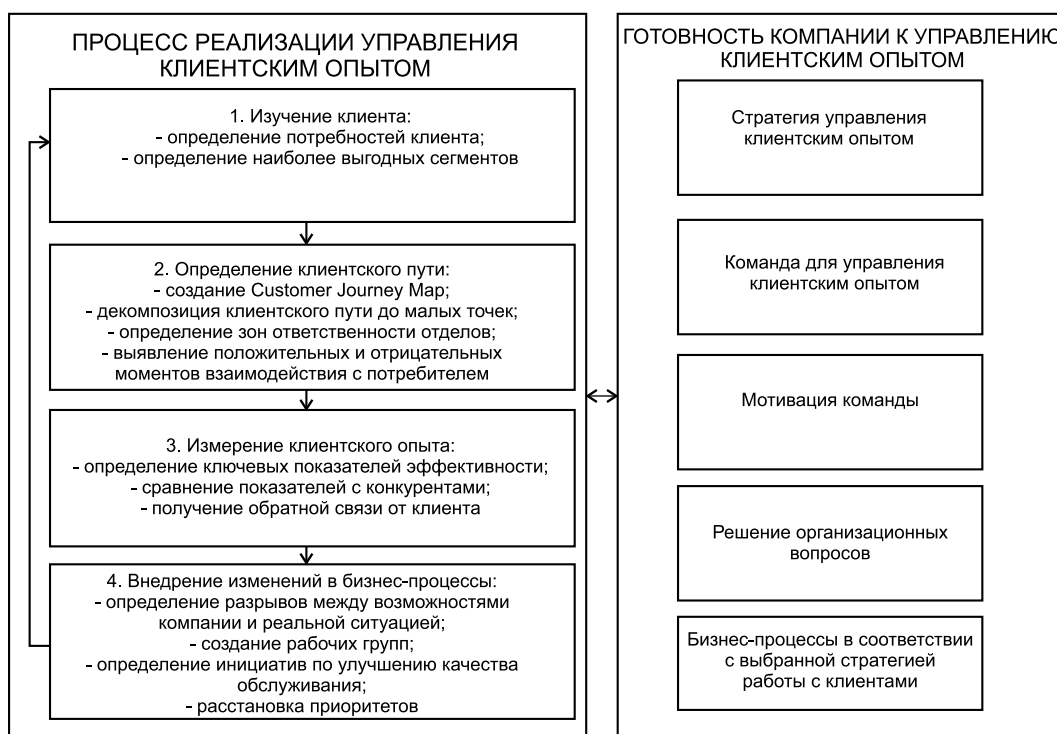 ПРОЦЕСС РЕАЛИЗАЦИИ УПРАВЛЕНИЯ
КЛИЕНТСКИМ ОПЫТОМ
1. Изучение клиента:
- определение потребностей клиента;
- определение наиболее выгодных сегментов
2. Определение клиентского пути:
- создание Customer Journey Map;
- декомпозиция клиентского пути до малых точек;
- определение зон ответственности отделов;
- выявление положительных и отрицательных
моментов взаимодействия с потребителем
3. Измерение клиентского опыта:
- определение ключевых показателей эффективности;
- сравнение показателей с конкурентами;
- получение обратной связи от клиента
4. Внедрение изменений в бизнес-процессы:
- определение разрывов между возможностями
компании и реальной ситуацией;
- создание рабочих групп;
- определение инициатив по улучшению качества
обслуживания;
- расстановка приоритетов
ГОТОВНОСТЬ КОМПАНИИ К УПРАВЛЕНИЮ
КЛИЕНТСКИМ ОПЫТОМ
Стратегия управления
клиентским опытом
Команда для управления
клиентским опытом
Мотивация команды
Решение организационных
вопросов
Бизнес-процессы в соответствии
с выбранной стратегией
работы с клиентами